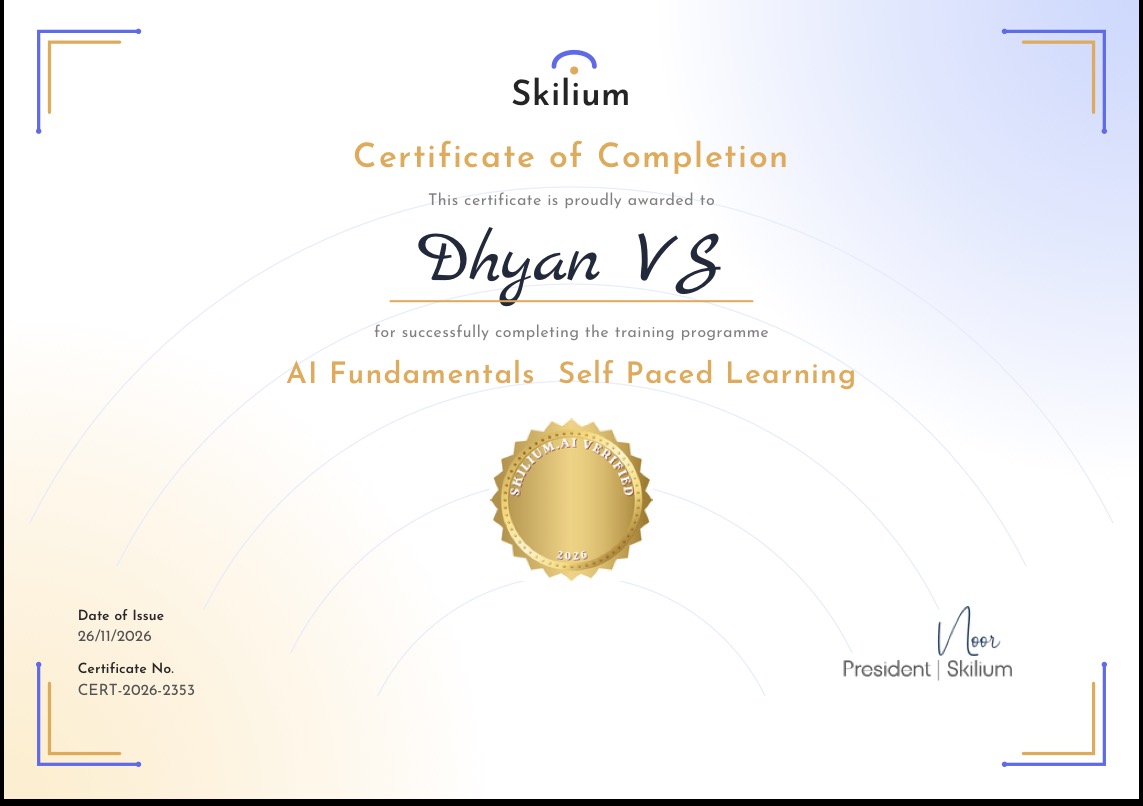 Skilium
Certificate of Completion
This certificate is proudly awarded to
Dhyan VS
for successfully completing the training programme
AI Fundamentals Self Paced Learning
SKILIUM.AI VERIFIED
2026
Date of Issue
26/11/2026
Certificate No.
CERT-2026-2353
Noor
President | Skilium